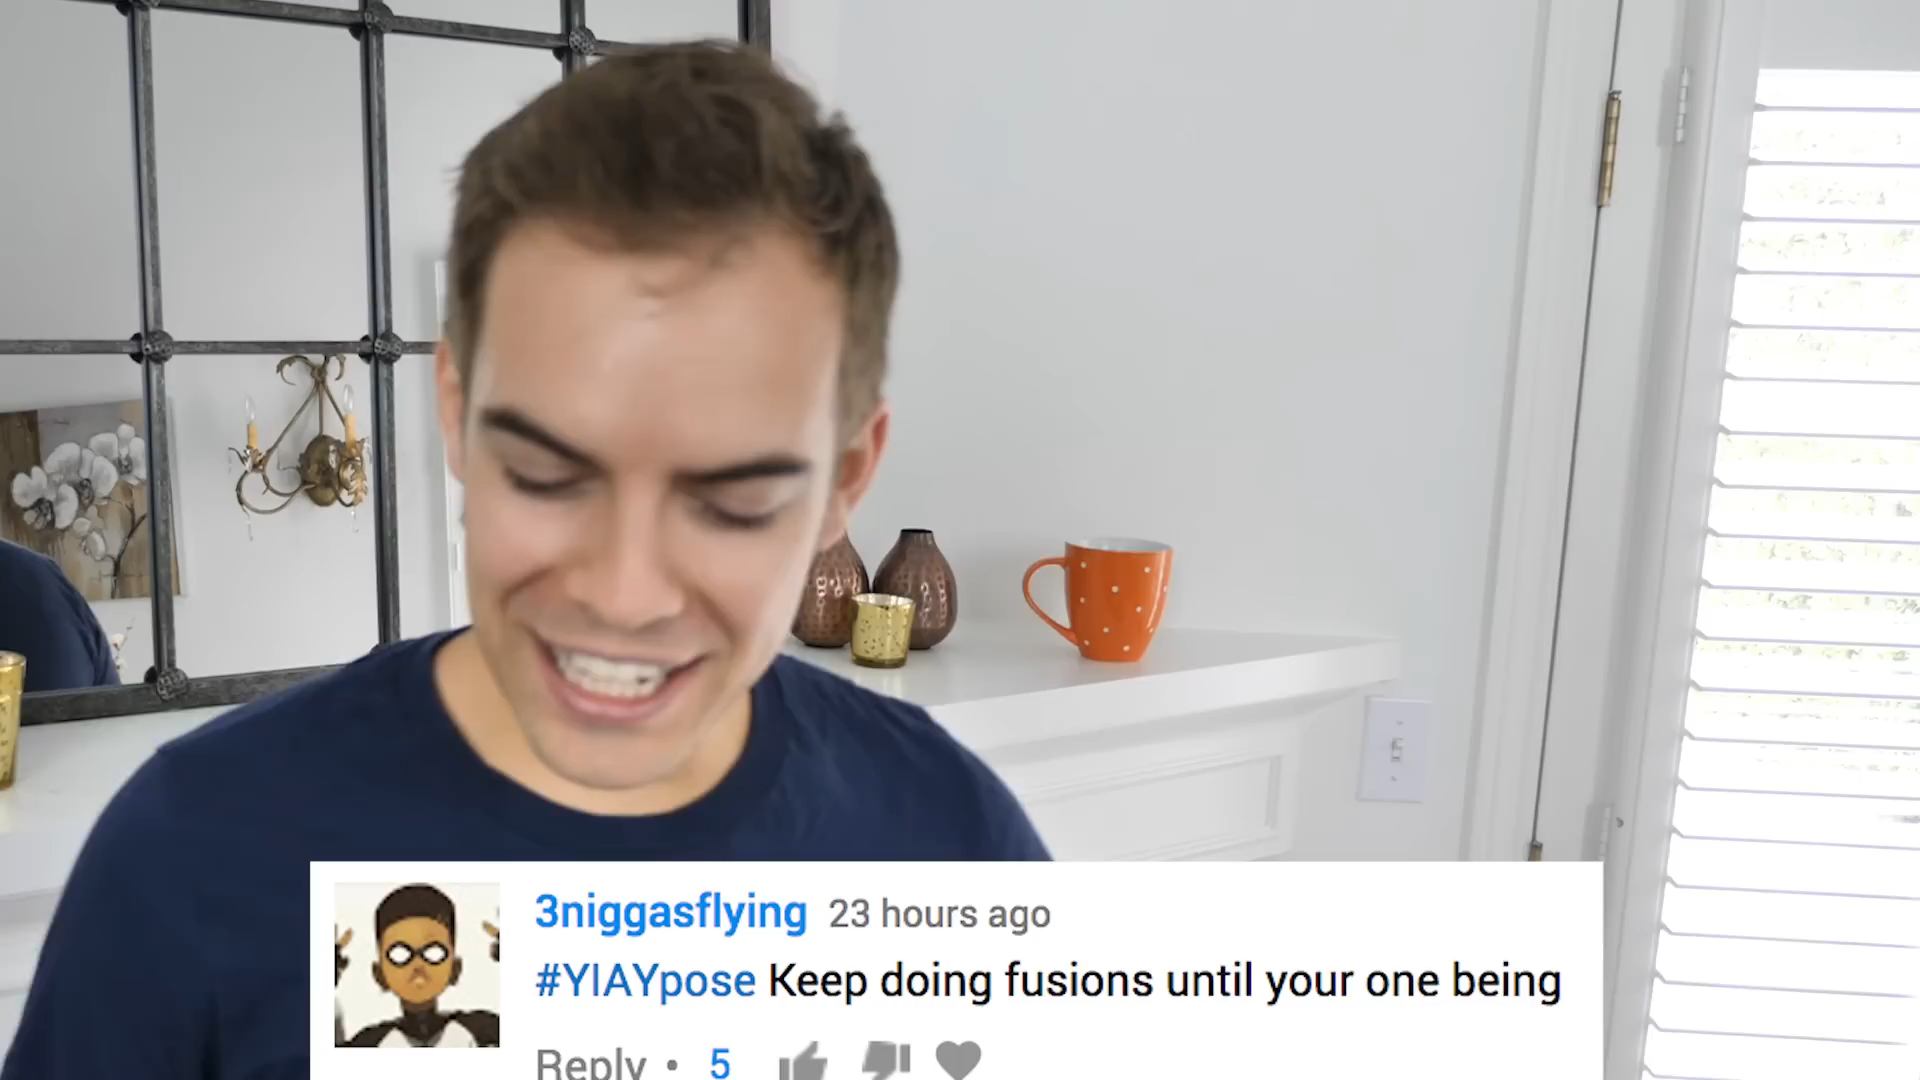 3niggasflying 23 hours ago
#YIAYpose Keep doing fusions until your one being
Reply • 5